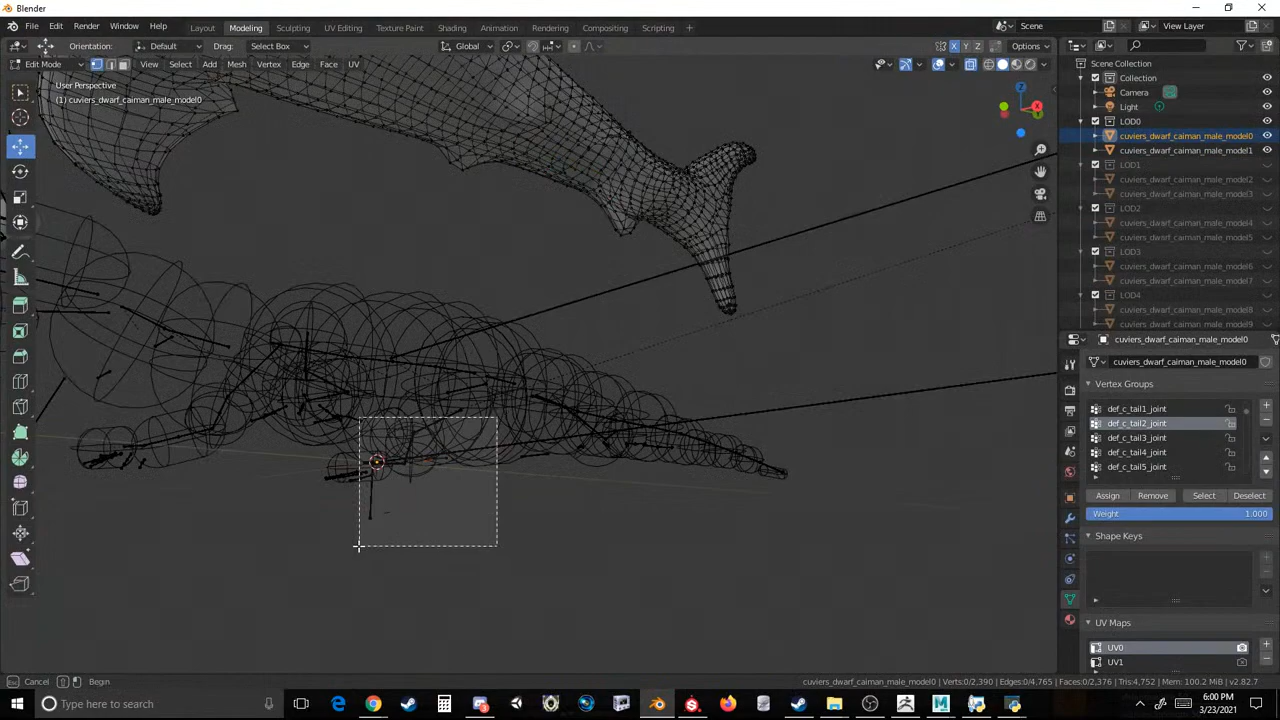 Blender
File Edit Render Window Help
Layout Modeling Sculpting UV Editing Texture Paint Shading Animation Rendering Compositing Scripting +
Scene View Layer
Orientation: Default Drag: Select Box Global X Y Z Options
Edit Mode View Select Add Mesh Vertex Edge Face UV
User Perspective
(1) cuviers_dwarf_caiman_male_model0
Z
X
Y
Scene Collection
Collection
Camera
Light
LOD0
cuviers_dwarf_caiman_male_model0
cuviers_dwarf_caiman_male_model1
LOD1
cuviers_dwarf_caiman_male_model2
cuviers_dwarf_caiman_male_model3
LOD2
cuviers_dwarf_caiman_male_model4
cuviers_dwarf_caiman_male_model5
LOD3
cuviers_dwarf_caiman_male_model6
cuviers_dwarf_caiman_male_model7
LOD4
cuviers_dwarf_caiman_male_model8
cuviers_dwarf_caiman_male_model9
cuviers_dwarf_caiman_male_model0
cuviers_dwarf_caiman_male_model0
Vertex Groups
def_c_tail1_joint
def_c_tail2_joint
def_c_tail3_joint
def_c_tail4_joint
def_c_tail5_joint
Assign Remove Select Deselect
Weight 1.000
Shape Keys
UV Maps
UV0
UV1
Cancel Begin
cuviers_dwarf_caiman_male_model0 | Verts:0/2,390 | Edges:0/4,765 | Faces:0/2,376 | Tris:4,752 | Mem: 100.2 MiB | v2.82.7
Type here to search
6:00 PM
3/23/2021